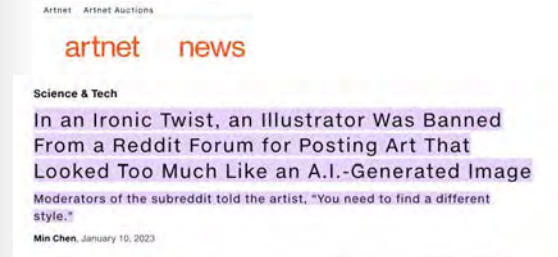 Artnet Artnet Auctions
artnet news
Science & Tech
In an Ironic Twist, an Illustrator Was Banned
From a Reddit Forum for Posting Art That
Looked Too Much Like an A.I.-Generated Image
Moderators of the subreddit told the artist, "You need to find a different
style."
Min Chen, January 10, 2023